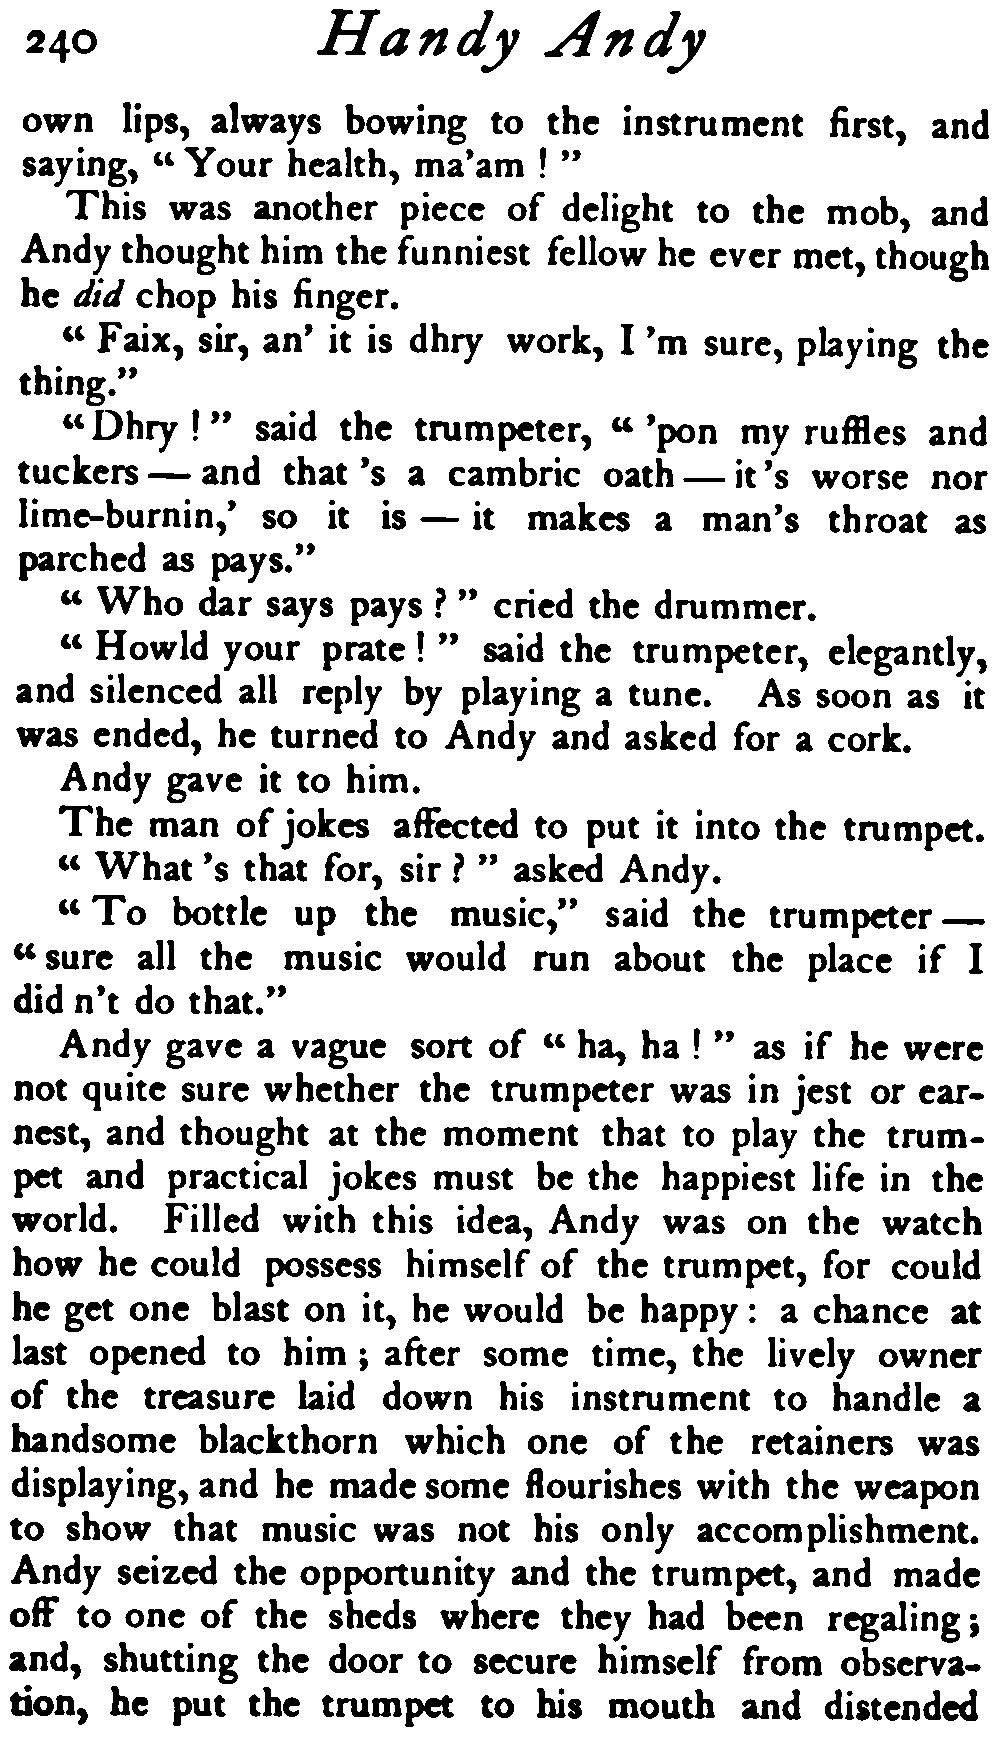 240 Handy Andy
own lips, always bowing to the instrument first, and
saying, “ Your health, ma’am ! ”
This was another piece of delight to the mob, and
Andy thought him the funniest fellow he ever met, though
he did chop his finger.
“ Faix, sir, an’ it is dhry work, I ’m sure, playing the
thing.”
“ Dhry ! ” said the trumpeter, “ ’pon my ruffles and
tuckers — and that ’s a cambric oath — it ’s worse nor
lime-burnin,’ so it is — it makes a man’s throat as
parched as pays.”
“ Who dar says pays ? ” cried the drummer.
“ Howld your prate ! ” said the trumpeter, elegantly,
and silenced all reply by playing a tune. As soon as it
was ended, he turned to Andy and asked for a cork.
Andy gave it to him.
The man of jokes affected to put it into the trumpet.
“ What ’s that for, sir ? ” asked Andy.
“ To bottle up the music,” said the trumpeter —
“ sure all the music would run about the place if I
did n’t do that.”
Andy gave a vague sort of “ ha, ha ! ” as if he were
not quite sure whether the trumpeter was in jest or ear-
nest, and thought at the moment that to play the trum-
pet and practical jokes must be the happiest life in the
world. Filled with this idea, Andy was on the watch
how he could possess himself of the trumpet, for could
he get one blast on it, he would be happy : a chance at
last opened to him ; after some time, the lively owner
of the treasure laid down his instrument to handle a
handsome blackthorn which one of the retainers was
displaying, and he made some flourishes with the weapon
to show that music was not his only accomplishment.
Andy seized the opportunity and the trumpet, and made
off to one of the sheds where they had been regaling ;
and, shutting the door to secure himself from observa-
tion, he put the trumpet to his mouth and distended